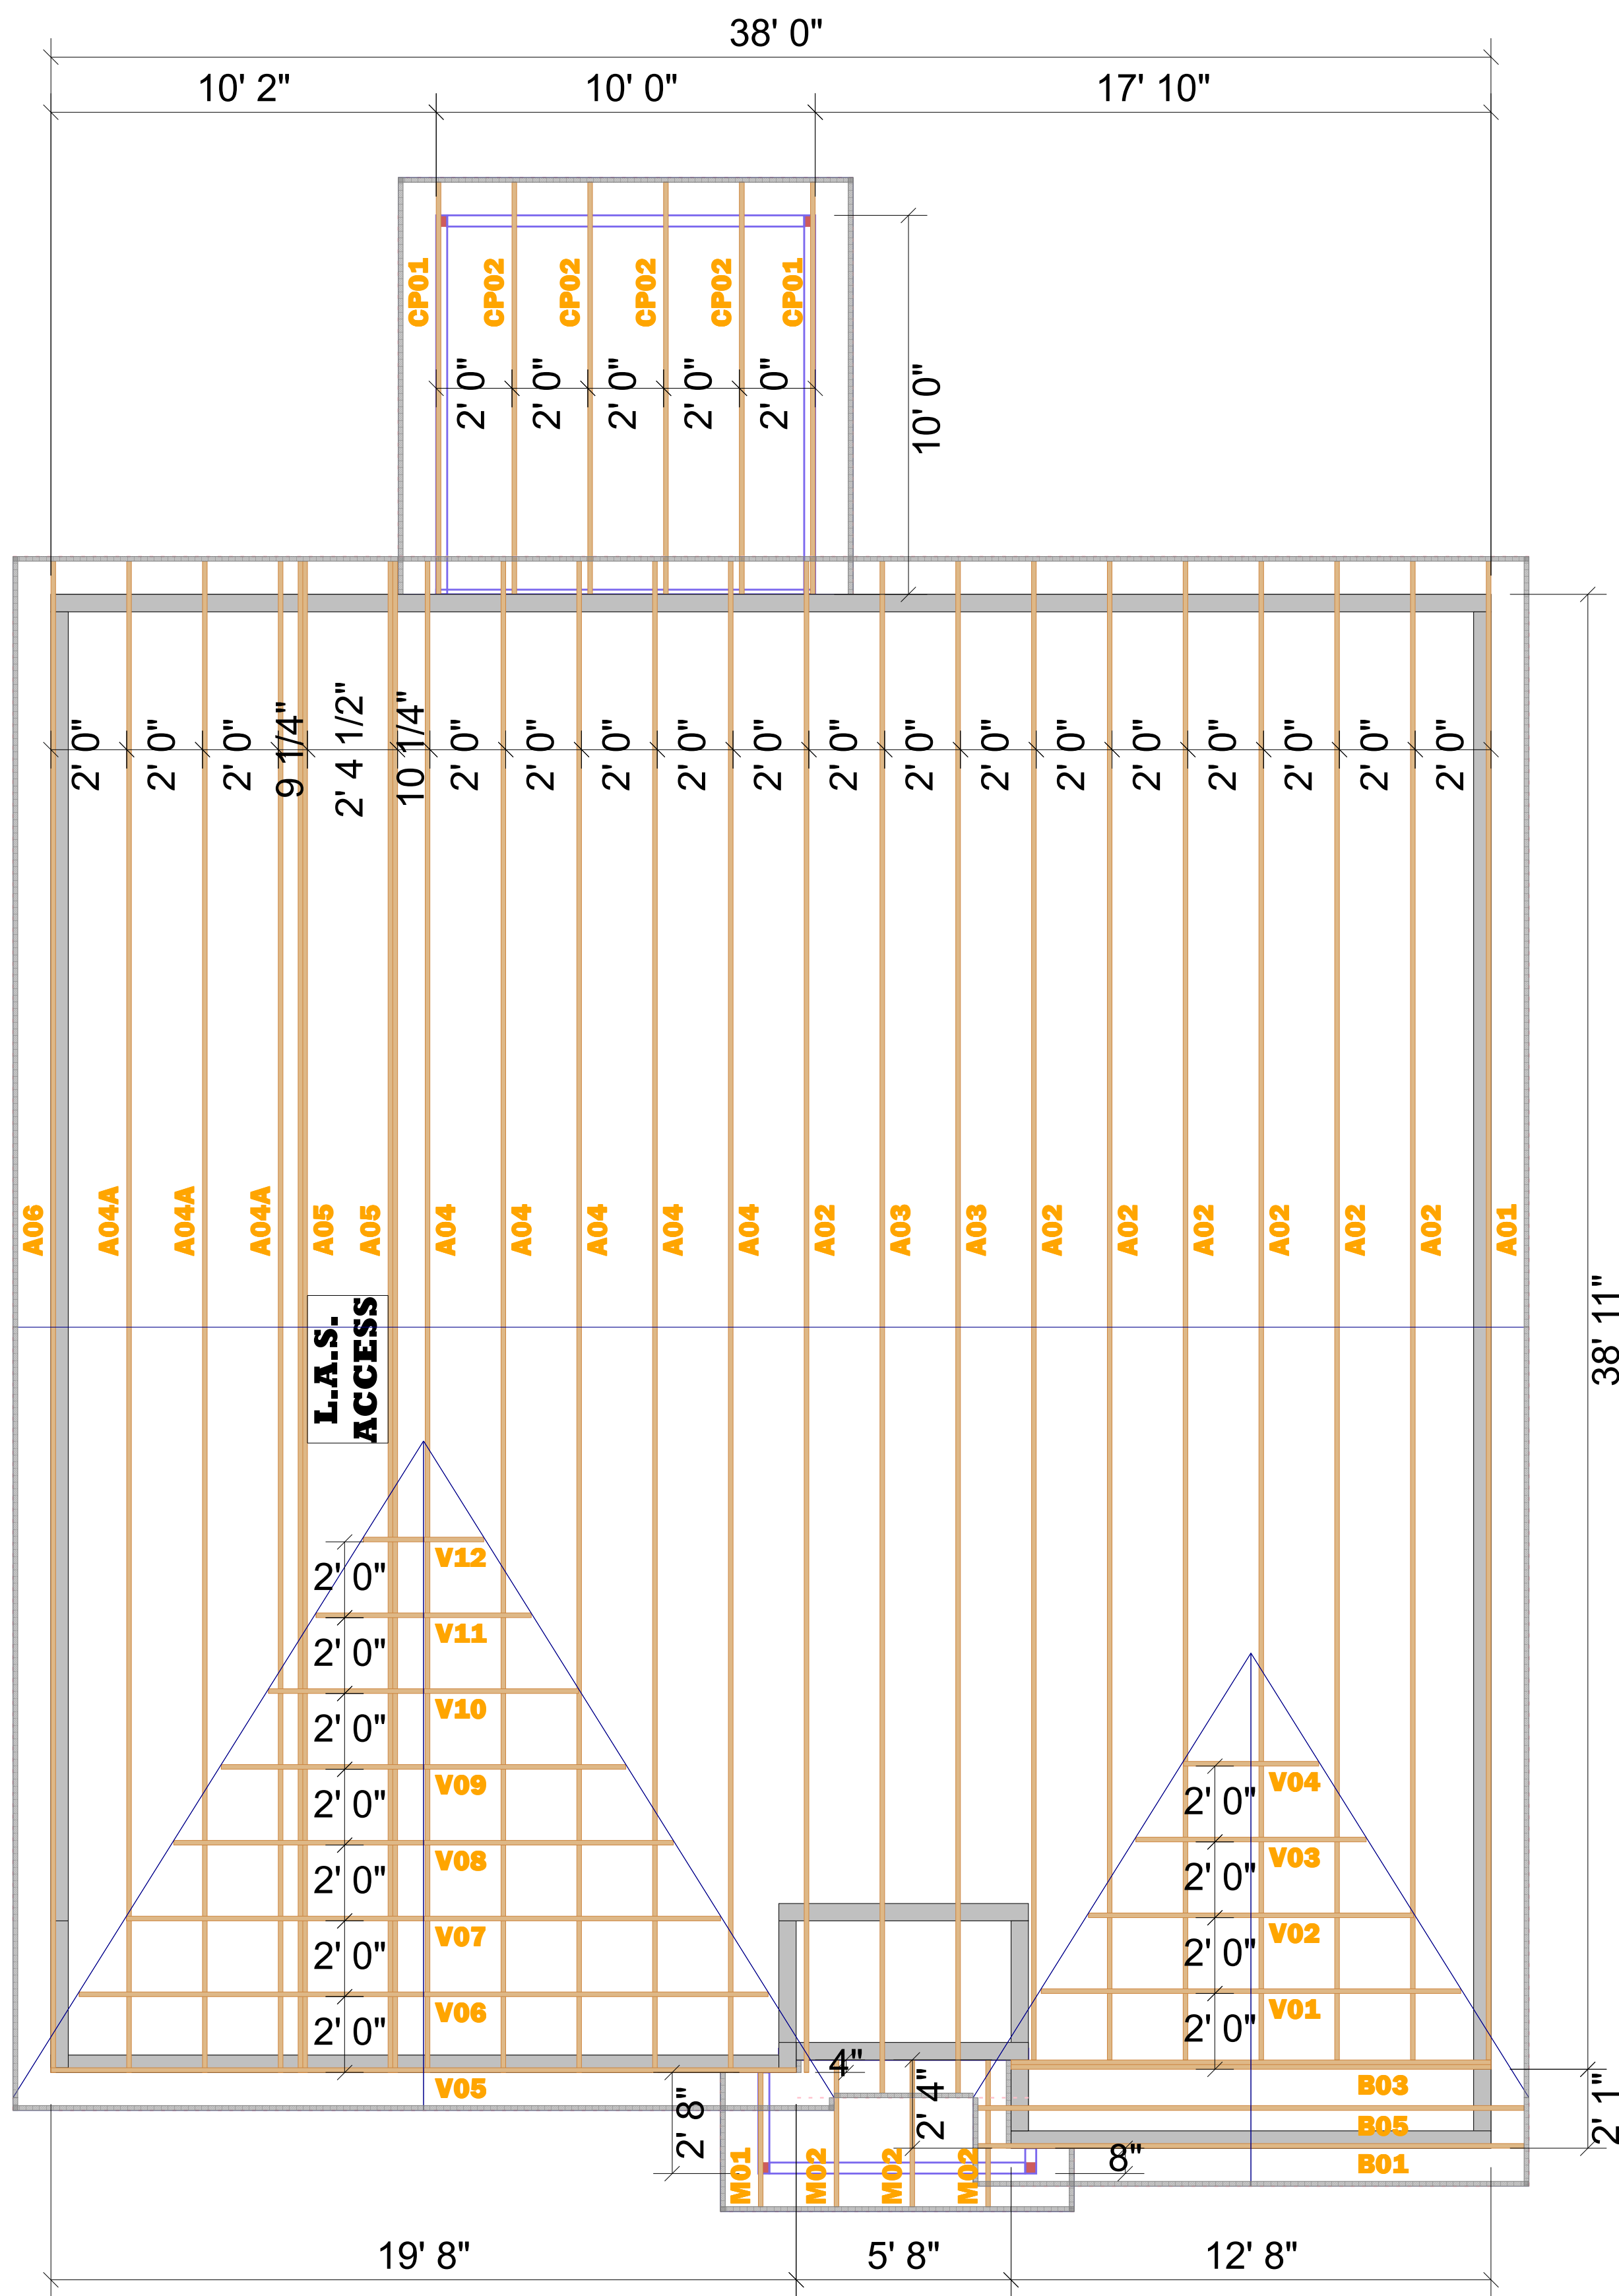 38' 0"
10' 2"
10' 0"
17' 10"
CP01
CP02
CP02
CP02
CP02
CP01
2' 0"
2' 0"
2' 0"
2' 0"
2' 0"
10' 0"
2' 0"
2' 0"
2' 0"
9 1/4"
2' 4 1/2"
10 1/4"
2' 0"
2' 0"
2' 0"
2' 0"
2' 0"
2' 0"
2' 0"
2' 0"
2' 0"
2' 0"
2' 0"
2' 0"
2' 0"
2' 0"
A06
A04A
A04A
A04A
A05
A05
A04
A04
A04
A04
A04
A02
A03
A03
A02
A02
A02
A02
A02
A02
A01
38' 11"
L.A.S.
ACCESS
V12
2' 0"
V11
2' 0"
V10
2' 0"
V09
2' 0"
V08
2' 0"
V07
2' 0"
V06
2' 0"
V05
V04
2' 0"
V03
2' 0"
V02
2' 0"
V01
2' 0"
4"
2' 8"
2' 4"
8"
B03
B05
B01
2' 1"
M01
M02
M02
M02
19' 8"
5' 8"
12' 8"